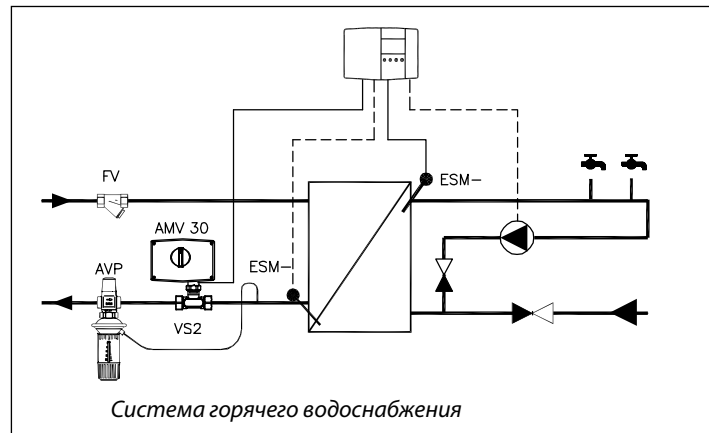 FV
ESM-
AMV 30
AVP
ESM-
VS2
Система горячего водоснабжения